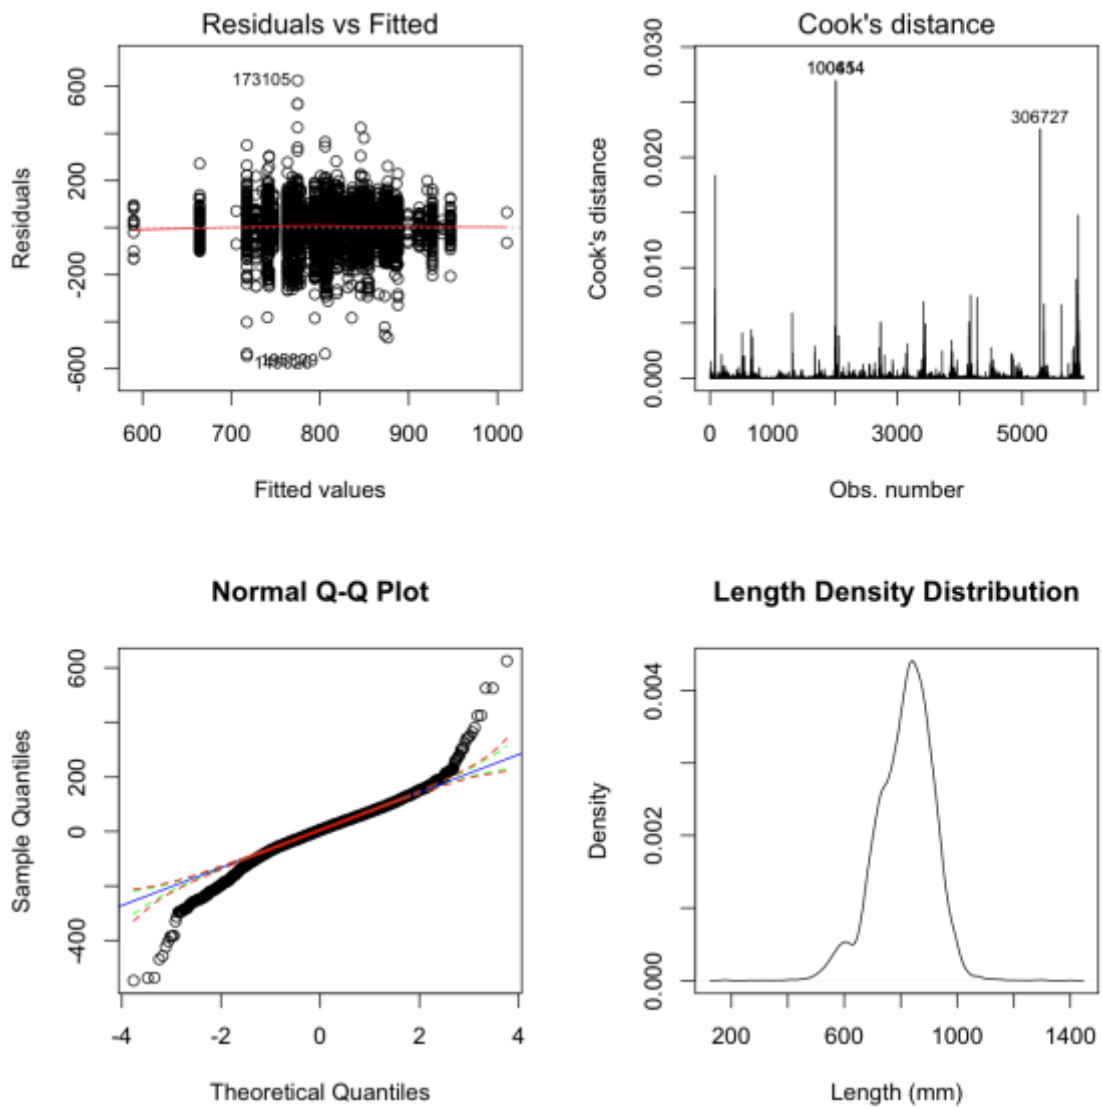 Residuals vs Fitted
Residuals
600
200
-200
-600
173105
600
700
800
900
1000
Fitted values
Cook's distance
Cook's distance
0.030
0.020
0.010
0.000
306727
0
1000
3000
5000
Obs. number
Normal Q-Q Plot
Sample Quantiles
600
200
0
-400
-4
-2
0
2
4
Theoretical Quantiles
Length Density Distribution
Density
0.004
0.002
0.000
200
600
1000
1400
Length (mm)